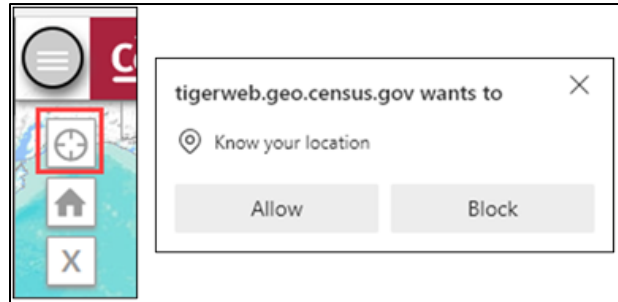 C
X
tigerweb.geo.census.gov wants to
Know your location
Allow
Block